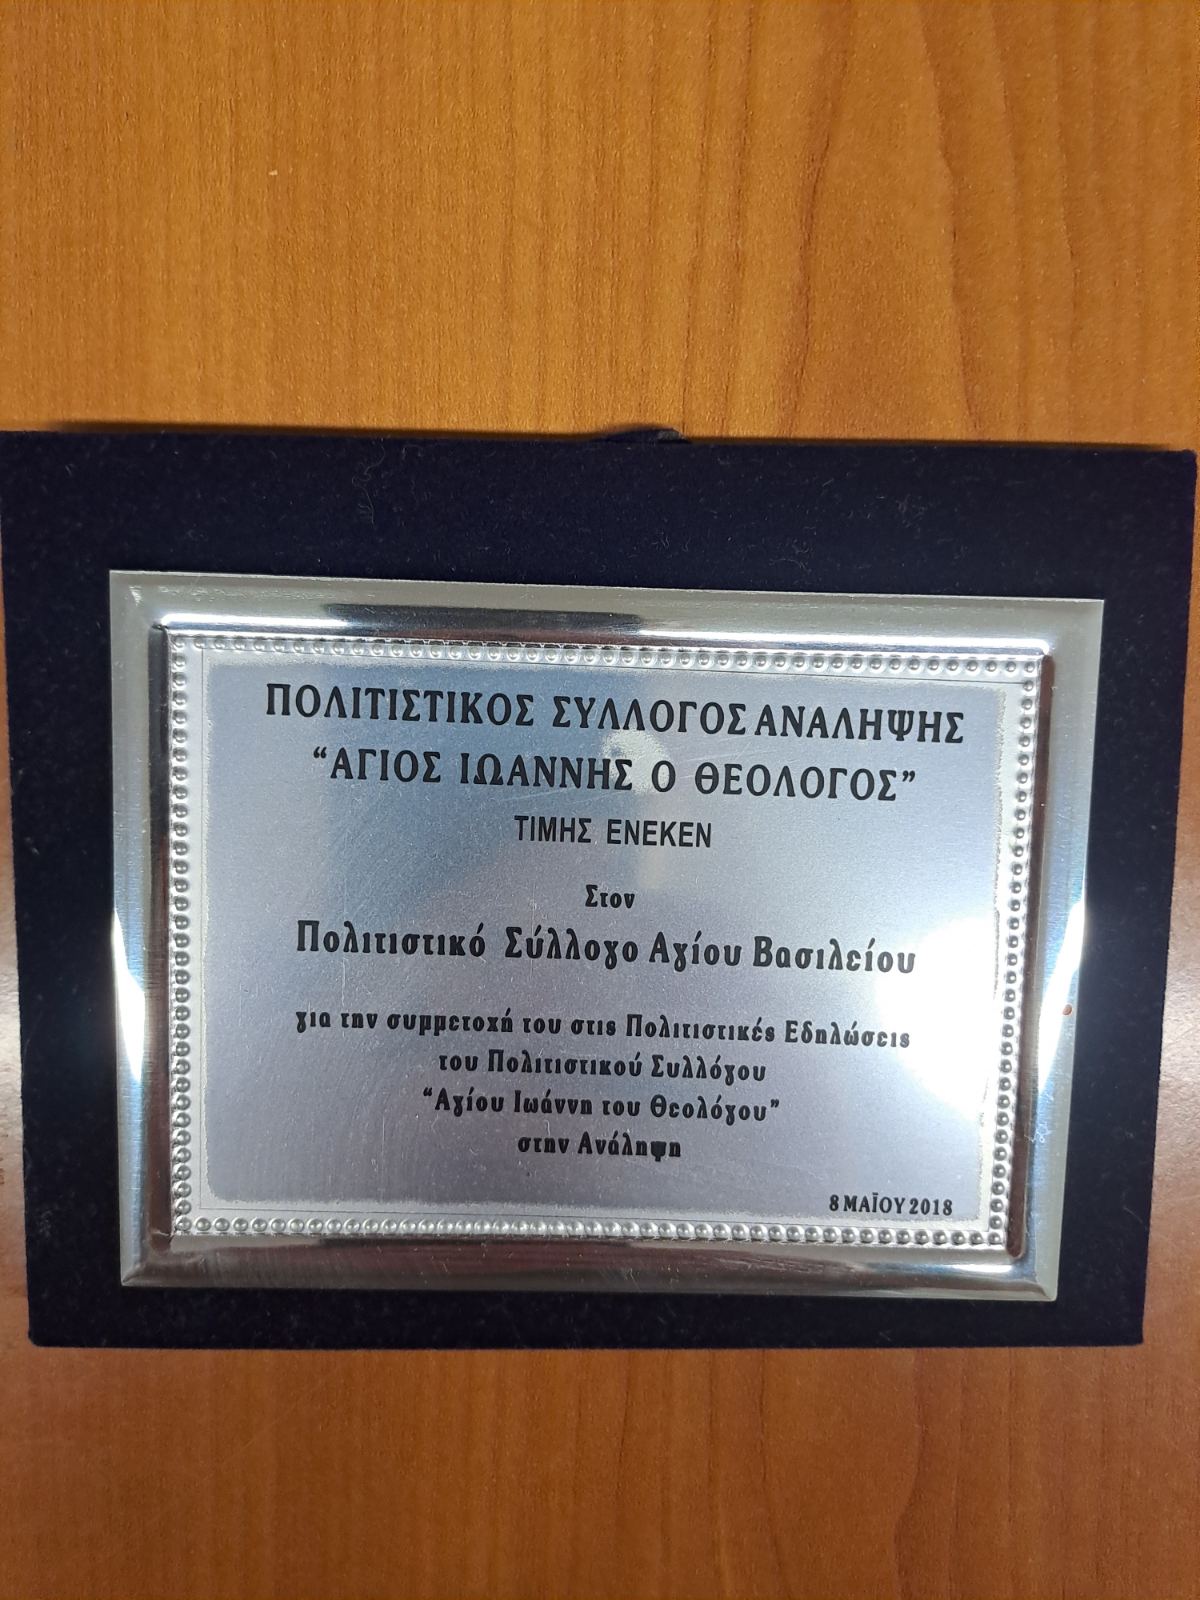 ΠΟΛΙΤΙΣΤΙΚΟΣ ΣΥΛΛΟΓΟΣ ΑΝΑΛΗΨΗΣ
“ΑΓΙΟΣ ΙΩΑΝΝΗΣ Ο ΘΕΟΛΟΓΟΣ”
ΤΙΜΗΣ ΕΝΕΚΕΝ
Στον
Πολιτιστικό Σύλλογο Αγίου Βασιλείου
για την συμμετοχή του στις Πολιτιστικές Εδηλώσεις
του Πολιτιστικού Συλλόγου
“Αγίου Ιωάννη του Θεολόγου”
στην Ανάληψη
8 ΜΑΪΟΥ 2018